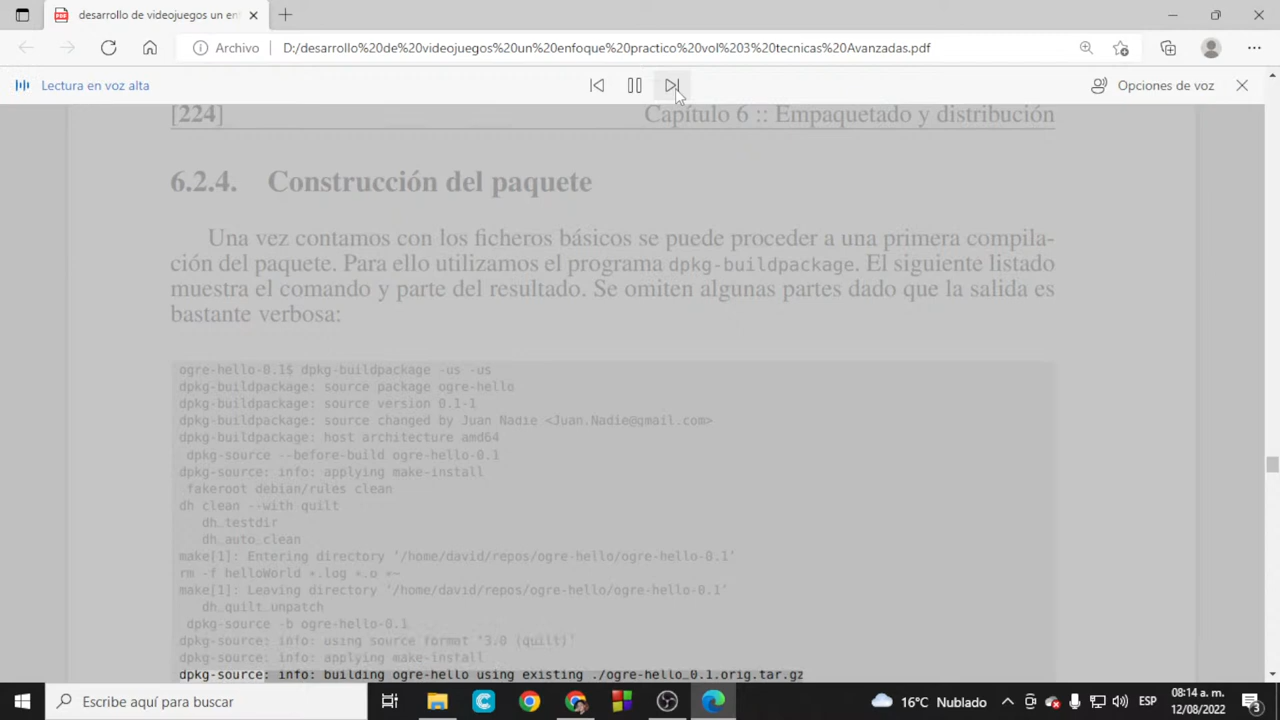 desarrollo de videojuegos un en
Archivo
D:/desarrollo%20de%20videojuegos%20un%20enfoque%20practico%20vol%203%20tecnicas%20Avanzadas.pdf
Lectura en voz alta
Opciones de voz
[224] Capítulo 6 :: Empaquetado y distribución
6.2.4. Construcción del paquete
Una vez contamos con los ficheros básicos se puede proceder a una primera compila-
ción del paquete. Para ello utilizamos el programa dpkg-buildpackage. El siguiente listado
muestra el comando y parte del resultado. Se omiten algunas partes dado que la salida es
bastante verbosa:
ogre-hello-0.1$ dpkg-buildpackage -us -us
dpkg-buildpackage: source package ogre-hello
dpkg-buildpackage: source version 0.1-1
dpkg-buildpackage: source changed by Juan Nadie <Juan.Nadie@gmail.com>
dpkg-buildpackage: host architecture amd64
dpkg-source --before-build ogre-hello-0.1
dpkg-source: info: applying make-install
fakeroot debian/rules clean
dh clean --with quilt
dh_testdir
dh_auto_clean
make[1]: Entering directory ‘/home/david/repos/ogre-hello/ogre-hello-0.1’
rm -f helloWorld *.log *.o *~
make[1]: Leaving directory ‘/home/david/repos/ogre-hello/ogre-hello-0.1’
dh_quilt_unpatch
dpkg-source -b ogre-hello-0.1
dpkg-source: info: using source format ‘3.0 (quilt)’
dpkg-source: info: applying make-install
dpkg-source: info: building ogre-hello using existing ./ogre-hello_0.1.orig.tar.gz
Escribe aquí para buscar
16°C Nublado
ESP
08:14 a. m.
12/08/2022
3